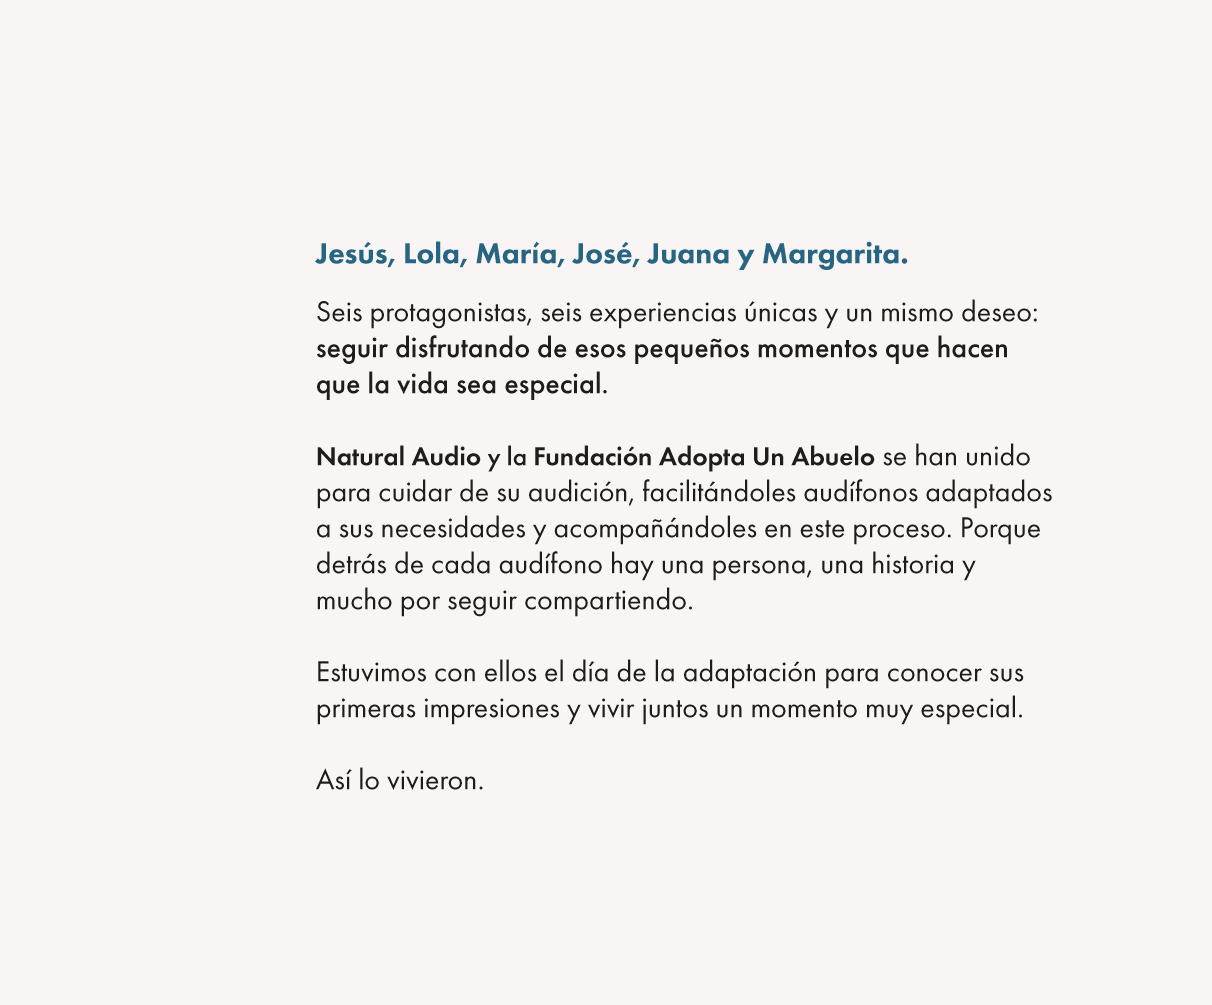 Jesús, Lola, María, José, Juana y Margarita.
Seis protagonistas, seis experiencias únicas y un mismo deseo:
seguir disfrutando de esos pequeños momentos que hacen
que la vida sea especial.
Natural Audio y la Fundación Adopta Un Abuelo se han unido
para cuidar de su audición, facilitándoles audífonos adaptados
a sus necesidades y acompañándoles en este proceso. Porque
detrás de cada audífono hay una persona, una historia y
mucho por seguir compartiendo.
Estuvimos con ellos el día de la adaptación para conocer sus
primeras impresiones y vivir juntos un momento muy especial.
Así lo vivieron.